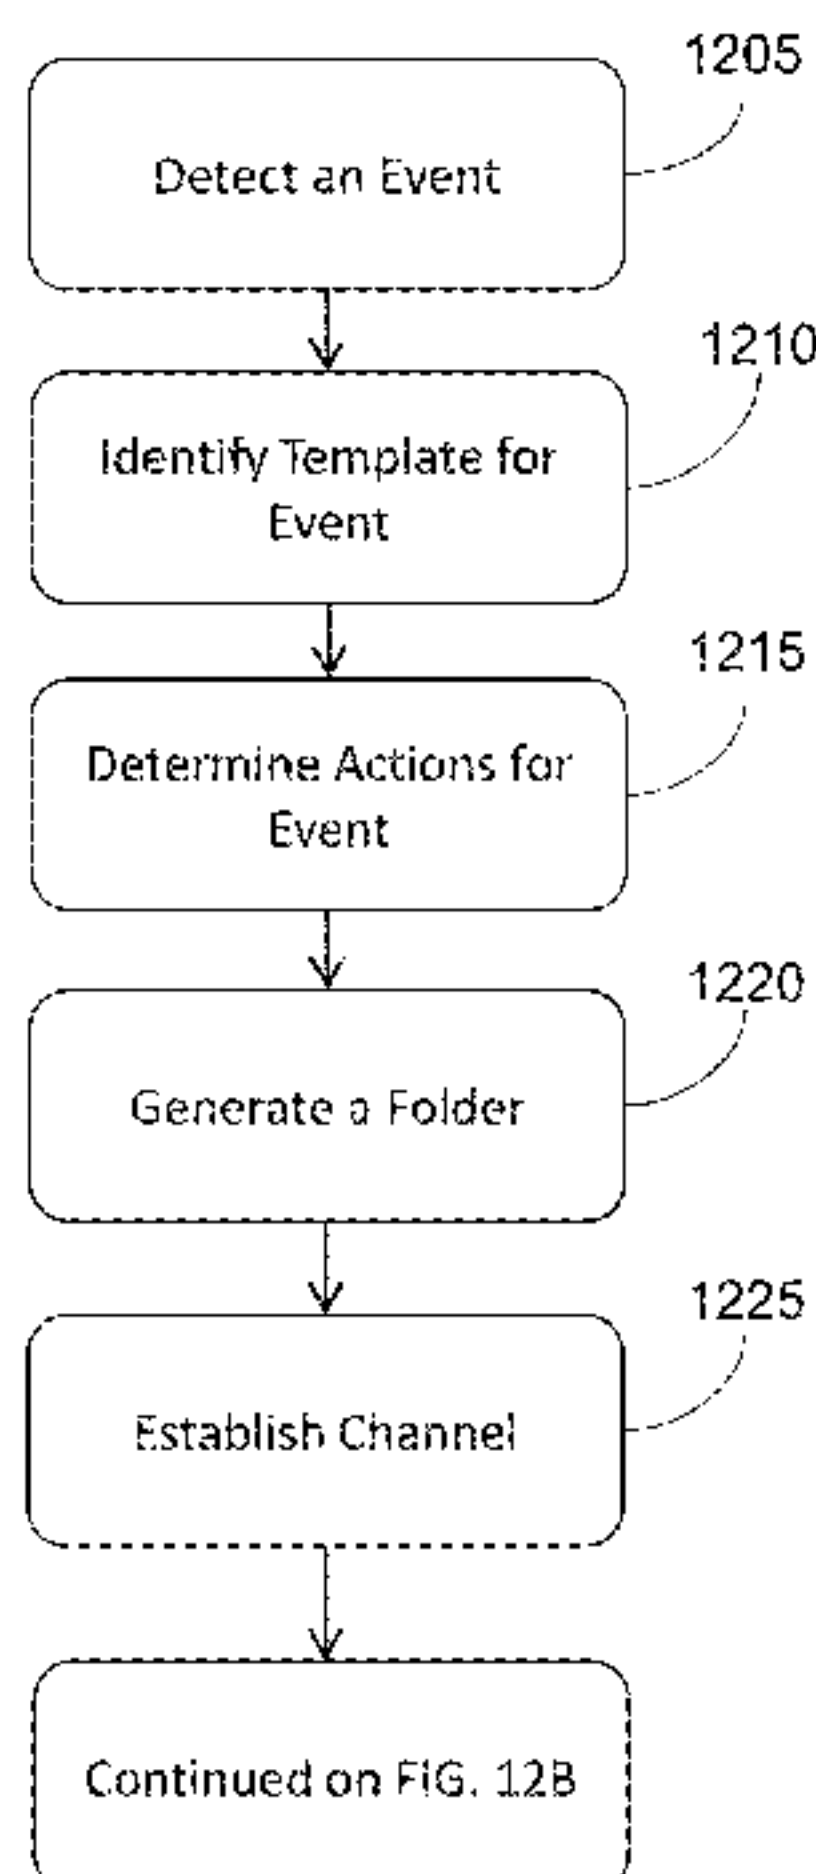 1205
Detect an Event
1210
Identify Template for
Event
1215
Determine Actions for
Event
1220
Generate a Folder
1225
Establish Channel
Continued on FIG. 12B